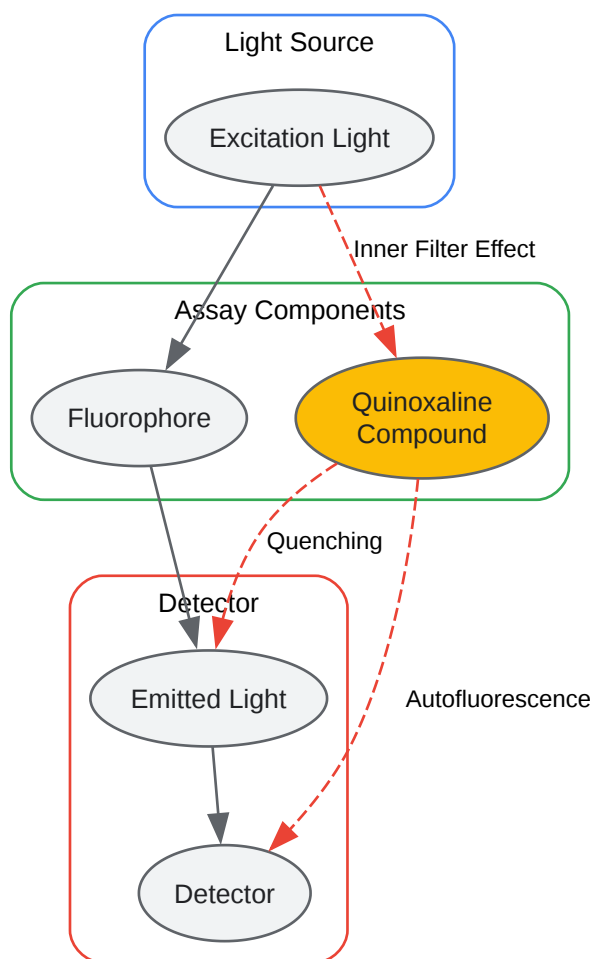 Light Source
Excitation Light
Inner Filter Effect
Assay Components
Fluorophore
Quinoxaline
Compound
Quenching
Detector
Emitted Light
Autofluorescence
Detector